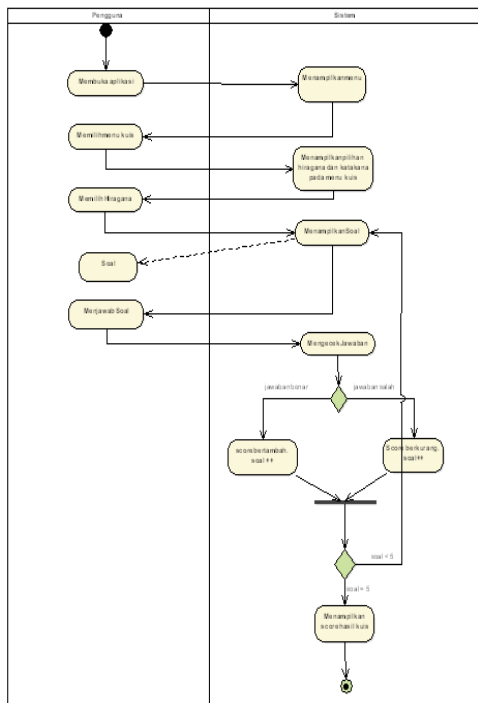 Pengguna
Sistem
Membuka aplikasi
Menampilkan menu
Memilih menu kuis
Menampilkan pilihan
hiragana dan katakana
pada menu kuis
Memilih Hiragana
Menampilkan Soal
Soal
Menjawab Soal
Mengecek Jawaban
jawaban benar
jawaban salah
score bertambah.
soal ++
Score berkurang.
soal++
soal < 5
soal = 5
Menampilkan
score hasil kuis